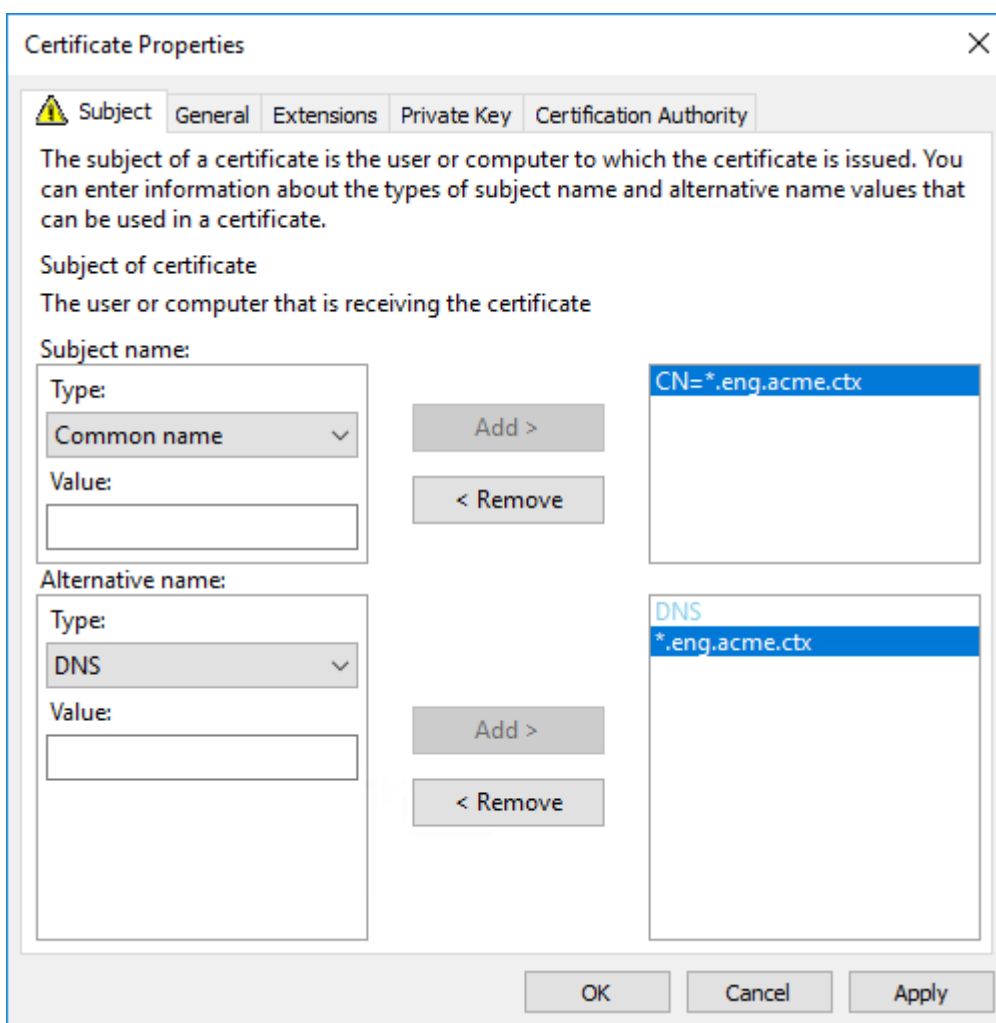 Certificate Properties
Subject General Extensions Private Key Certification Authority
The subject of a certificate is the user or computer to which the certificate is issued. You
can enter information about the types of subject name and alternative name values that
can be used in a certificate.
Subject of certificate
The user or computer that is receiving the certificate
Subject name:
Type:
Common name
Value:
Add >
< Remove
CN=*.eng.acme.ctx
Alternative name:
Type:
DNS
Value:
Add >
< Remove
DNS
*.eng.acme.ctx
OK Cancel Apply